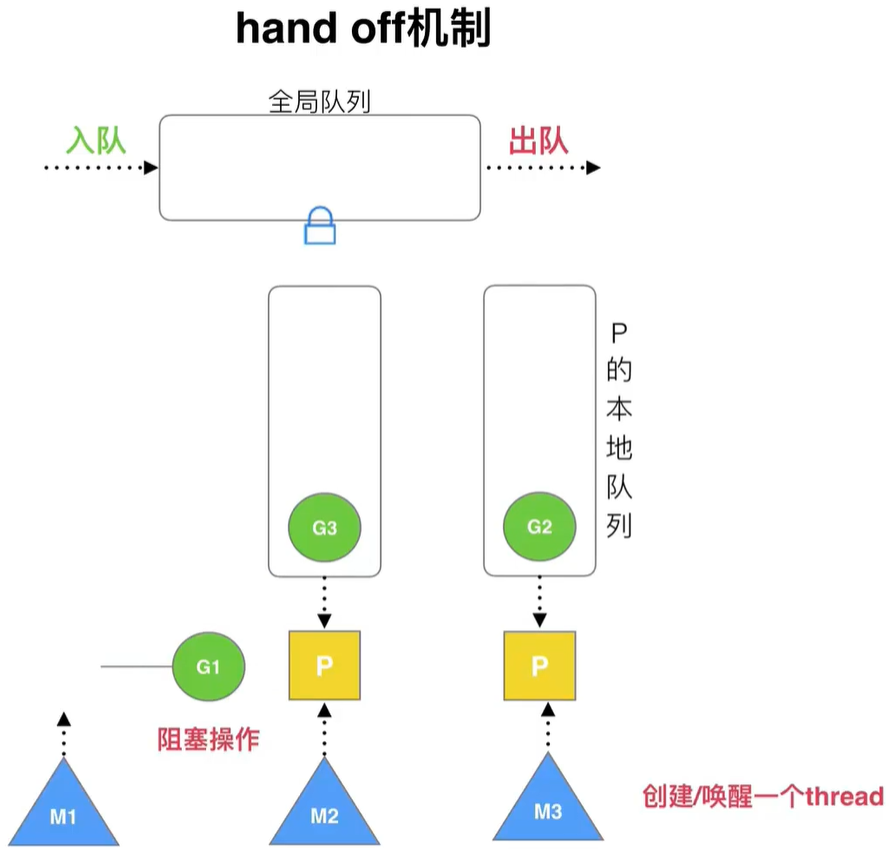 hand off机制
全局队列
入队
出队
P的本地队列
G3
G2
G1
P
P
阻塞操作
M1
M2
M3
创建/唤醒一个thread